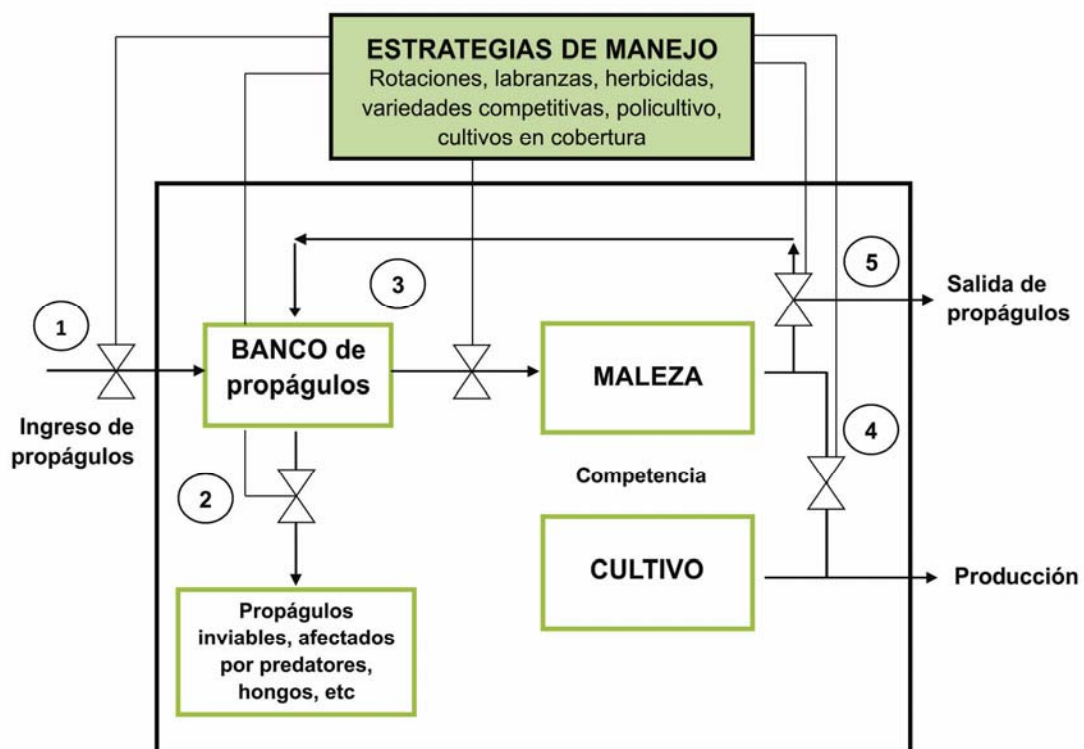 ESTRATEGIAS DE MANEJO
Rotaciones, labranzas, herbicidas,
variedades competitivas, policultivo,
cultivos en cobertura
1
Ingreso de
propágulos
BANCO de
propágulos
2
Propágulos
inviables, afectados
por predatores,
hongos, etc
3
MALEZA
Competencia
CULTIVO
5
Salida de
propágulos
4
Producción